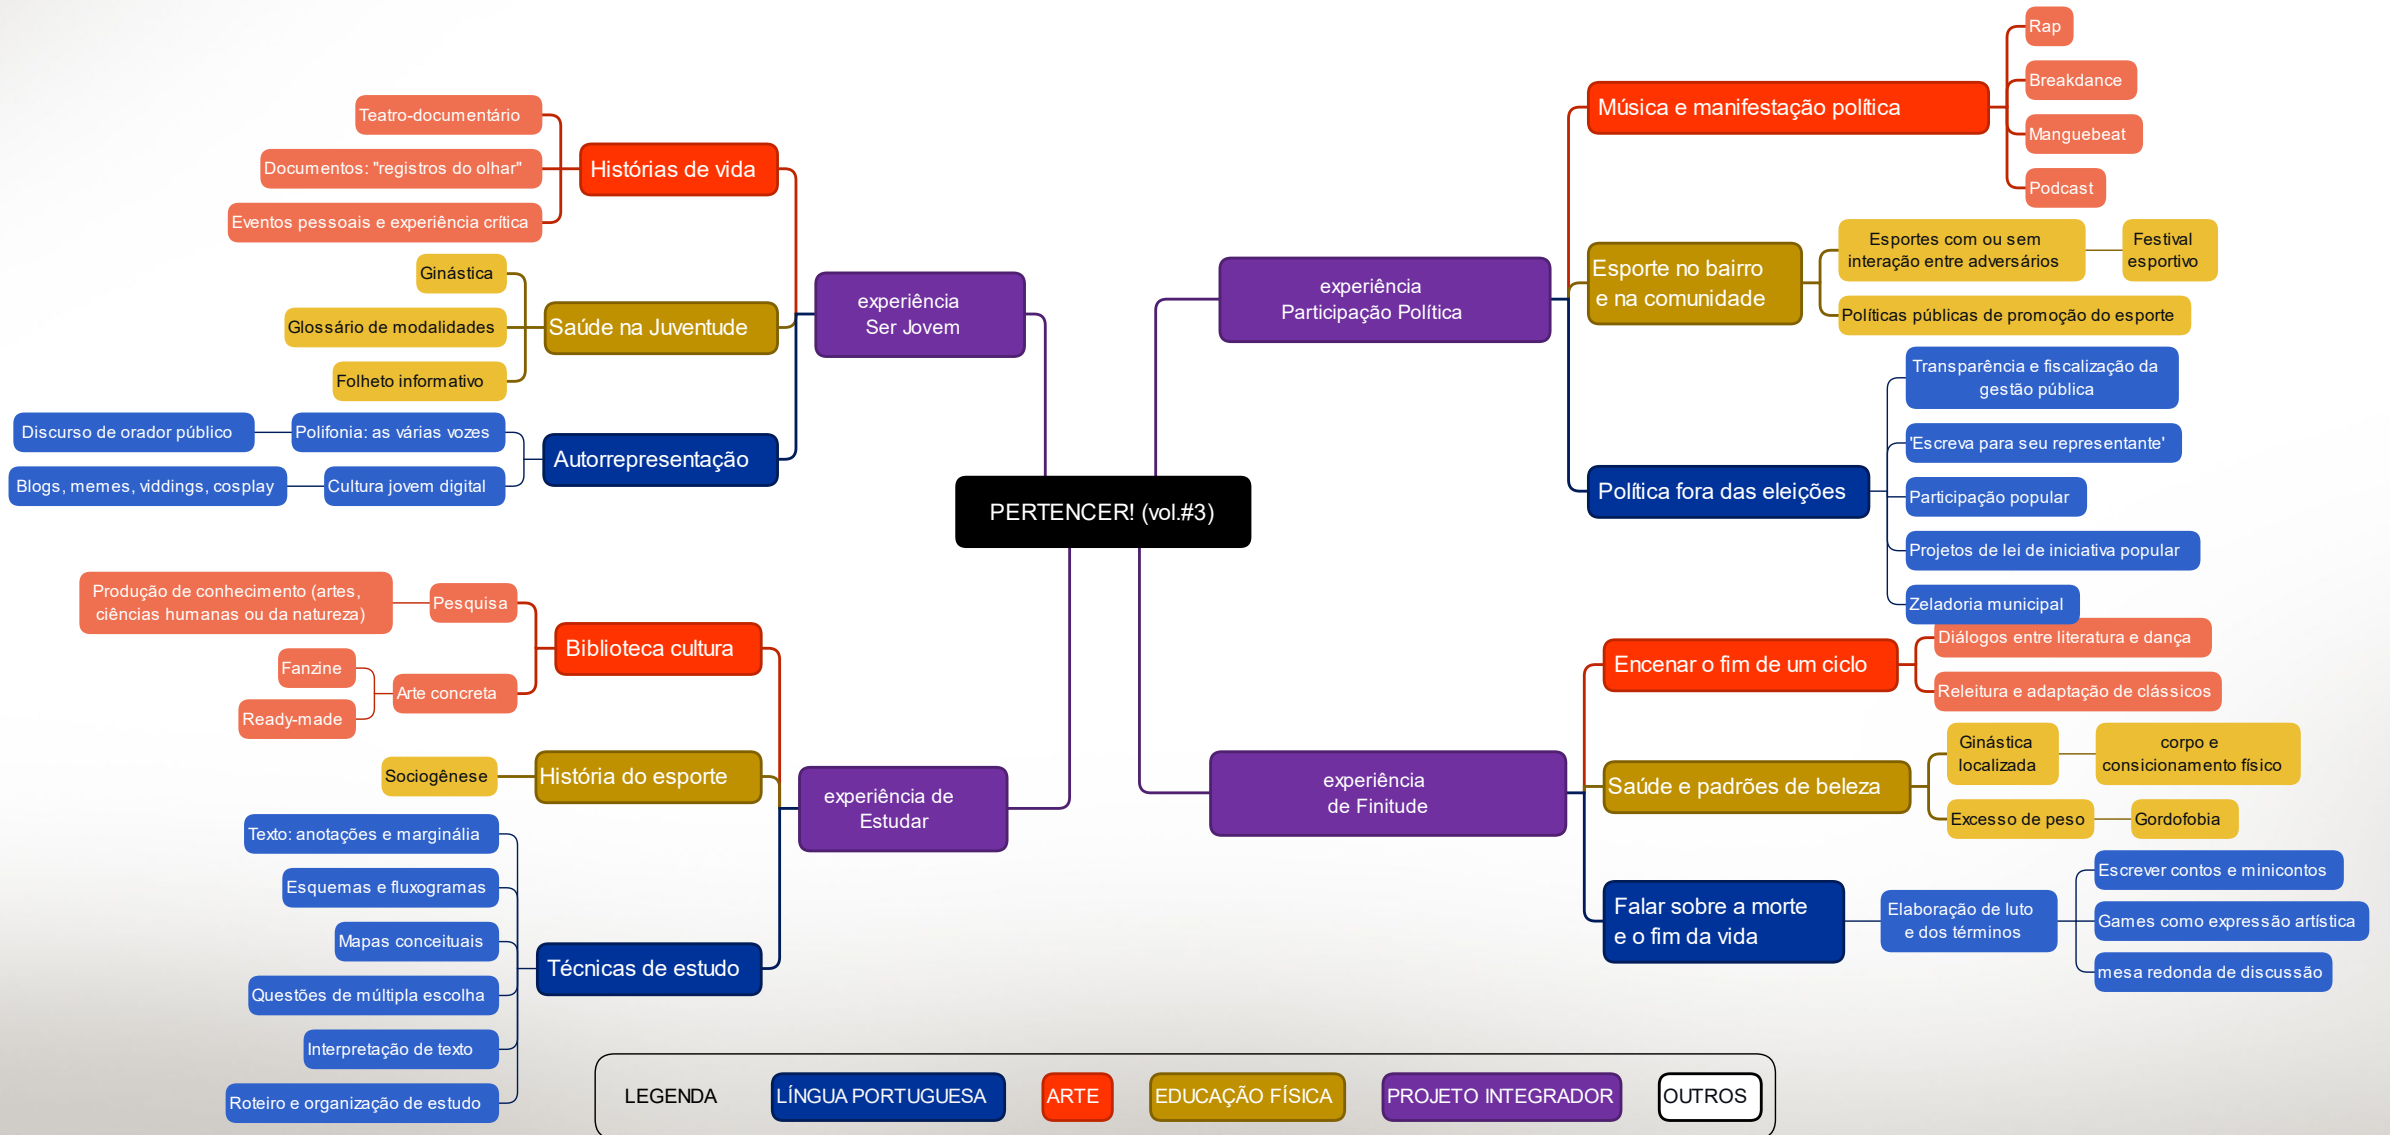 PERTENCER! (vol.#3)
experiência
Ser Jovem
Histórias de vida
Teatro-documentário
Documentos: "registros do olhar"
Eventos pessoais e experiência crítica
Saúde na Juventude
Ginástica
Glossário de modalidades
Folheto informativo
Autorrepresentação
Polifonia: as várias vozes
Discurso de orador público
Cultura jovem digital
Blogs, memes, viddings, cosplay
experiência de
Estudar
Biblioteca cultura
Pesquisa
Produção de conhecimento (artes,
ciências humanas ou da natureza)
Arte concreta
Fanzine
Ready-made
História do esporte
Sociogênese
Técnicas de estudo
Texto: anotações e marginália
Esquemas e fluxogramas
Mapas conceituais
Questões de múltipla escolha
Interpretação de texto
Roteiro e organização de estudo
experiência
Participação Política
Música e manifestação política
Rap
Breakdance
Manguebeat
Podcast
Esporte no bairro
e na comunidade
Esportes com ou sem
interação entre adversários
Festival
esportivo
Políticas públicas de promoção do esporte
Política fora das eleições
Transparência e fiscalização da
gestão pública
'Escreva para seu representante'
Participação popular
Projetos de lei de iniciativa popular
Zeladoria municipal
experiência
de Finitude
Encenar o fim de um ciclo
Diálogos entre literatura e dança
Releitura e adaptação de clássicos
Saúde e padrões de beleza
Ginástica
localizada
corpo e
consicionamento físico
Excesso de peso
Gordofobia
Falar sobre a morte
e o fim da vida
Elaboração de luto
e dos términos
Escrever contos e minicontos
Games como expressão artística
mesa redonda de discussão
LEGENDA
LÍNGUA PORTUGUESA
ARTE
EDUCAÇÃO FÍSICA
PROJETO INTEGRADOR
OUTROS